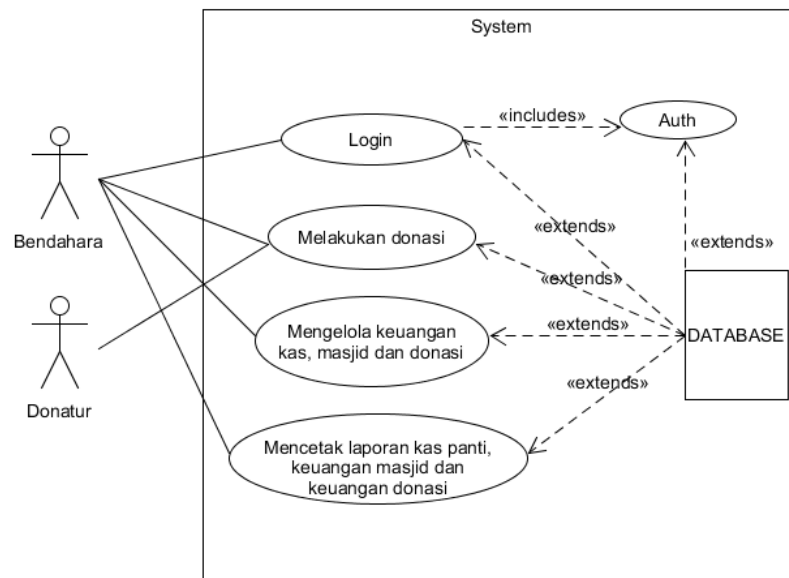 System
«includes»
Auth
Login
Bendahara
«extends»
«extends»
Melakukan donasi
«extends»
Mengelola keuangan
kas, masjid dan donasi
«extends»
DATABASE
Donatur
«extends»
Mencetak laporan kas panti,
keuangan masjid dan
keuangan donasi